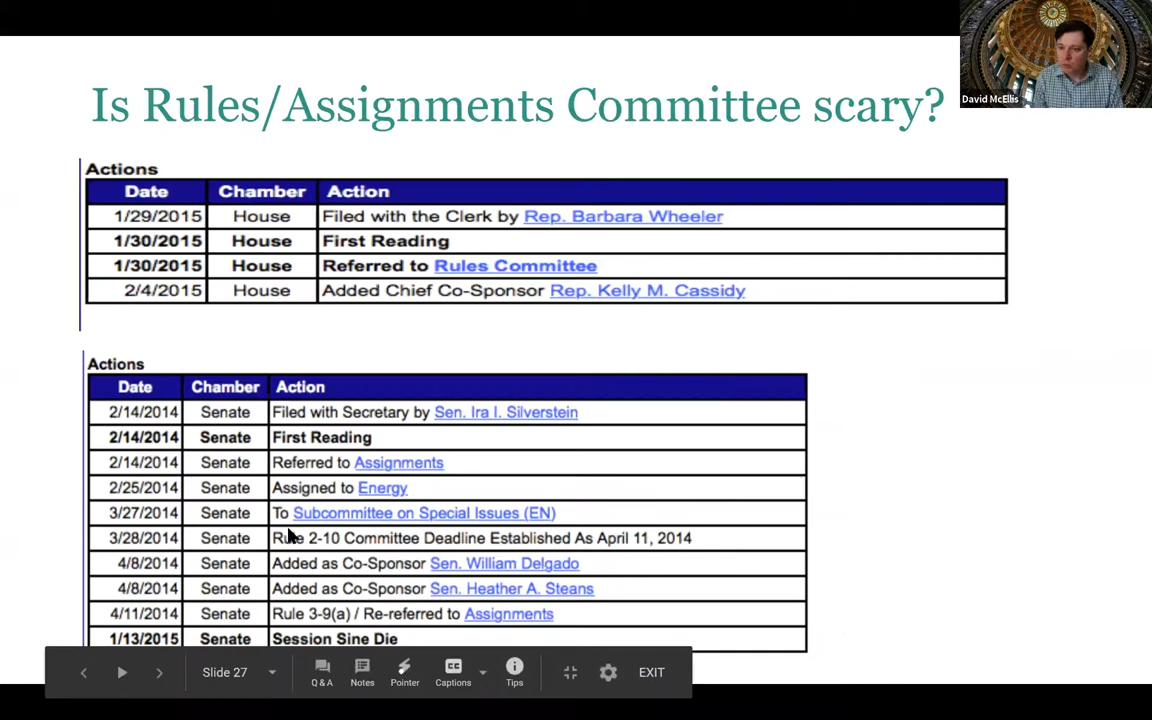 David McEllis
Is Rules/Assignments Committee scary?
Actions
Date Chamber Action
1/29/2015 House Filed with the Clerk by Rep. Barbara Wheeler
1/30/2015 House First Reading
1/30/2015 House Referred to Rules Committee
2/4/2015 House Added Chief Co-Sponsor Rep. Kelly M. Cassidy
Actions
Date Chamber Action
2/14/2014 Senate Filed with Secretary by Sen. Ira I. Silverstein
2/14/2014 Senate First Reading
2/14/2014 Senate Referred to Assignments
2/25/2014 Senate Assigned to Energy
3/27/2014 Senate To Subcommittee on Special Issues (EN)
3/28/2014 Senate Rule 2-10 Committee Deadline Established As April 11, 2014
4/8/2014 Senate Added as Co-Sponsor Sen. William Delgado
4/8/2014 Senate Added as Co-Sponsor Sen. Heather A. Steans
4/11/2014 Senate Rule 3-9(a) / Re-referred to Assignments
1/13/2015 Senate Session Sine Die
Slide 27 Q & A Notes Pointer Captions Tips EXIT